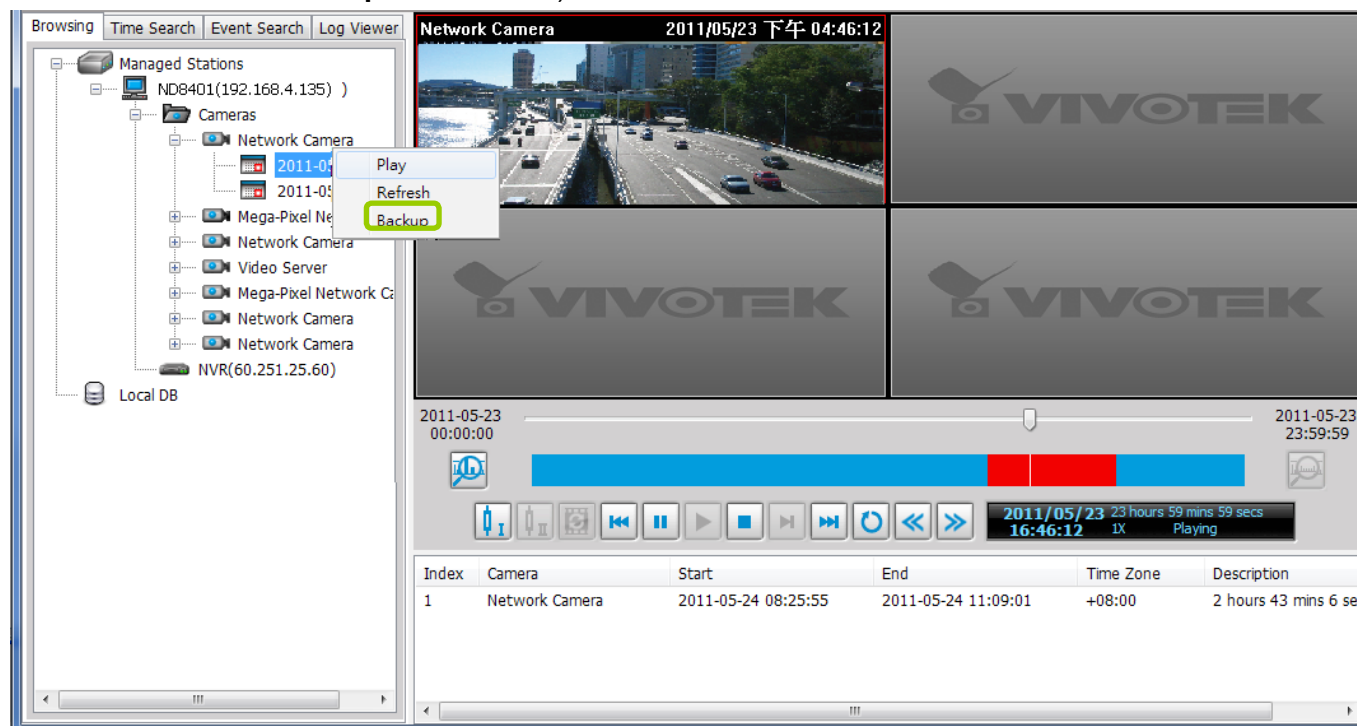 Browsing Time Search Event Search Log Viewer
Managed Stations
ND8401(192.168.4.135) )
Cameras
Network Camera
2011-05
2011-05
Mega-Pixel Ne
Network Camera
Video Server
Mega-Pixel Network Ca
Network Camera
Network Camera
NVR(60.251.25.60)
Local DB
Play
Refresh
Backup
Network Camera 2011/05/23 下午 04:46:12
VIVOTEK
VIVOTEK
VIVOTEK
2011-05-23
00:00:00
2011-05-23
23:59:59
I II
2011/05/23 23 hours 59 mins 59 secs
16:46:12 1X Playing
Index Camera Start End Time Zone Description
1 Network Camera 2011-05-24 08:25:55 2011-05-24 11:09:01 +08:00 2 hours 43 mins 6 se